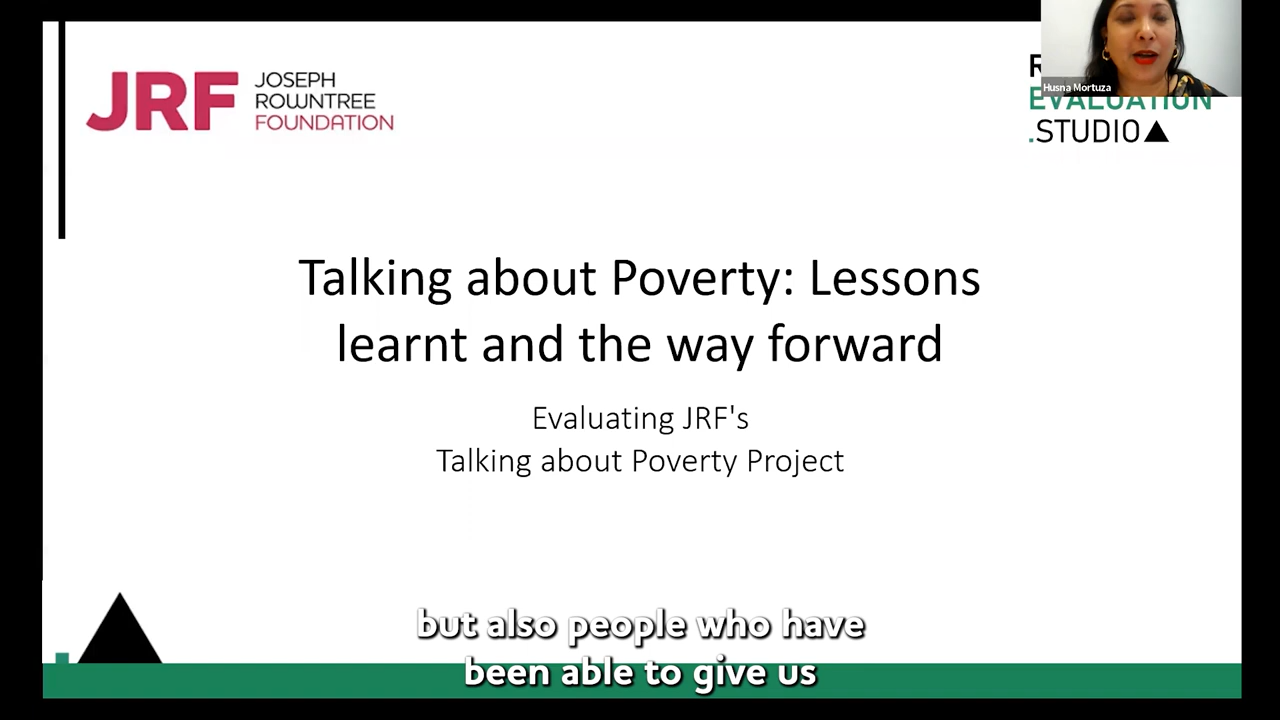 JRF
JOSEPH
ROWNTREE
FOUNDATION
Husna Mortuza
EVALUATION
.STUDIO
Talking about Poverty: Lessons
learnt and the way forward
Evaluating JRF's
Talking about Poverty Project
but also people who have
been able to give us